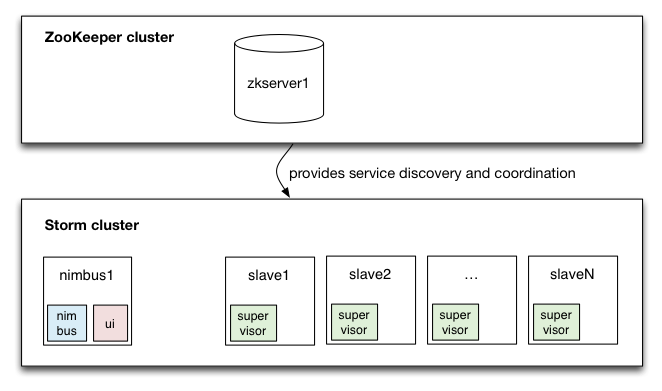 ZooKeeper cluster
zkserver1
provides service discovery and coordination
Storm cluster
nimbus1
slave1
slave2
...
slaveN
nim
bus
ui
super
visor
super
visor
super
visor
super
visor